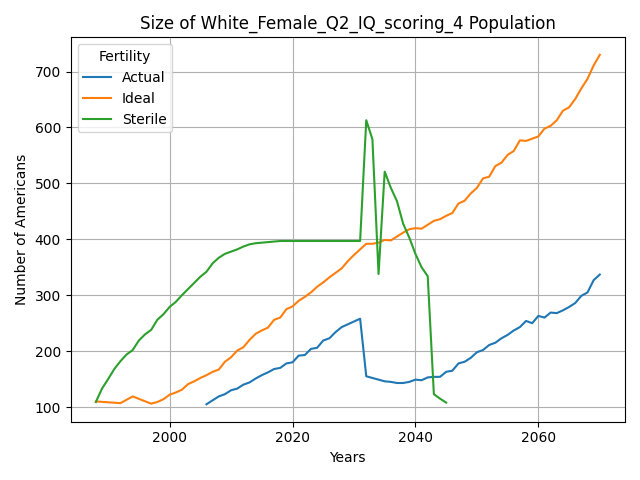 Size of White_Female_Q2_IQ_scoring_4 Population
Fertility
Actual
Ideal
Sterile
Number of Americans
700
600
500
400
300
200
100
2000
2020
2040
2060
Years